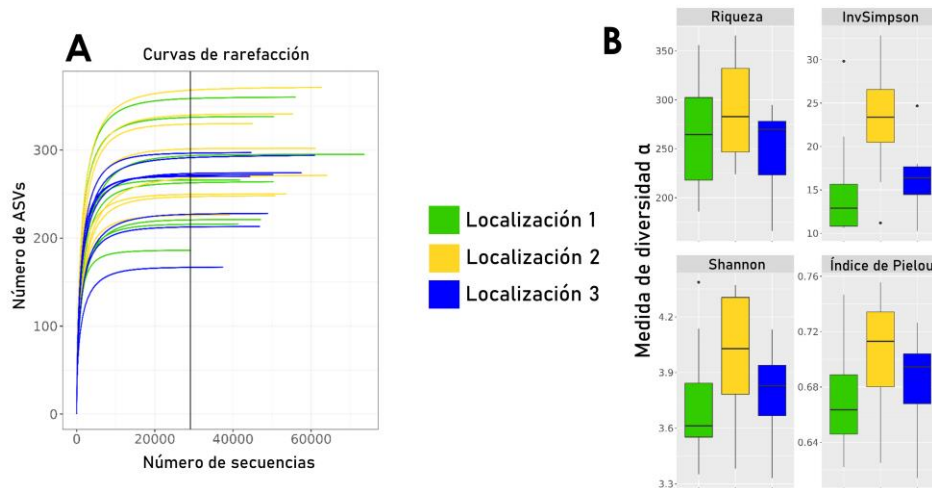 A
Curvas de rarefacción
Número de ASVs
300
200
100
0
0 20000 40000 60000
Número de secuencias
Localización 1
Localización 2
Localización 3
B
Medida de diversidad α
Riqueza
350
300
250
200
InvSimpson
30
25
20
15
10
Shannon
4.2
3.9
3.6
3.3
Índice de Pielou
0.76
0.72
0.68
0.64